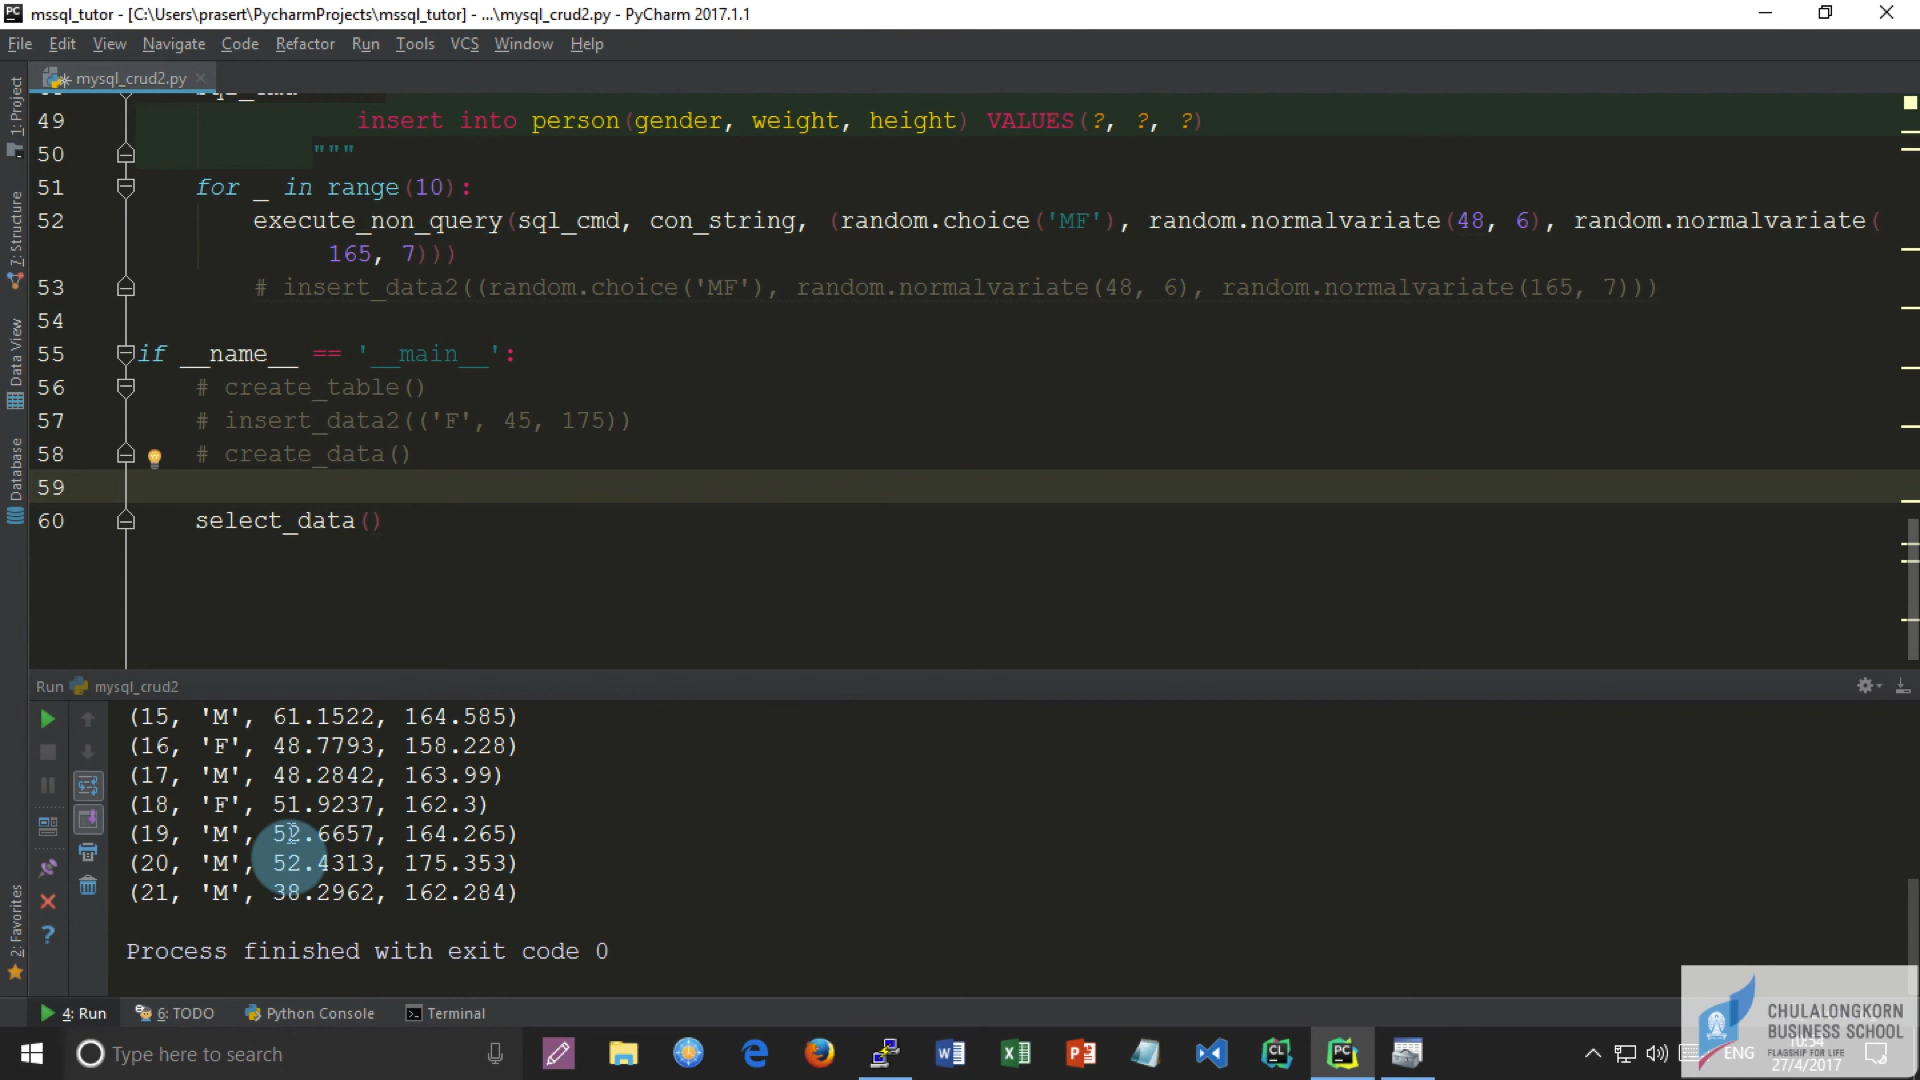 mssql_tutor - [C:\Users\prasert\PycharmProjects\mssql_tutor] - ...\mysql_crud2.py - PyCharm 2017.1.1
File Edit View Navigate Code Refactor Run Tools VCS Window Help
mysql_crud2.py
1: Project
7: Structure
Data View
Database
2: Favorites
49 insert into person(gender, weight, height) VALUES(?, ?, ?)
50 """
51 for _ in range(10):
52 execute_non_query(sql_cmd, con_string, (random.choice('MF'), random.normalvariate(48, 6), random.normalvariate(
165, 7)))
53 # insert_data2((random.choice('MF'), random.normalvariate(48, 6), random.normalvariate(165, 7)))
54
55 if __name__ == '__main__':
56 # create_table()
57 # insert_data2(('F', 45, 175))
58 # create_data()
59
60 select_data()
Run mysql_crud2
(15, 'M', 61.1522, 164.585)
(16, 'F', 48.7793, 158.228)
(17, 'M', 48.2842, 163.99)
(18, 'F', 51.9237, 162.3)
(19, 'M', 52.6657, 164.265)
(20, 'M', 52.4313, 175.353)
(21, 'M', 38.2962, 162.284)
Process finished with exit code 0
4: Run 6: TODO Python Console Terminal
CHULALONGKORN
BUSINESS SCHOOL
FLAGSHIP FOR LIFE
Type here to search
ENG
10:54
27/4/2017